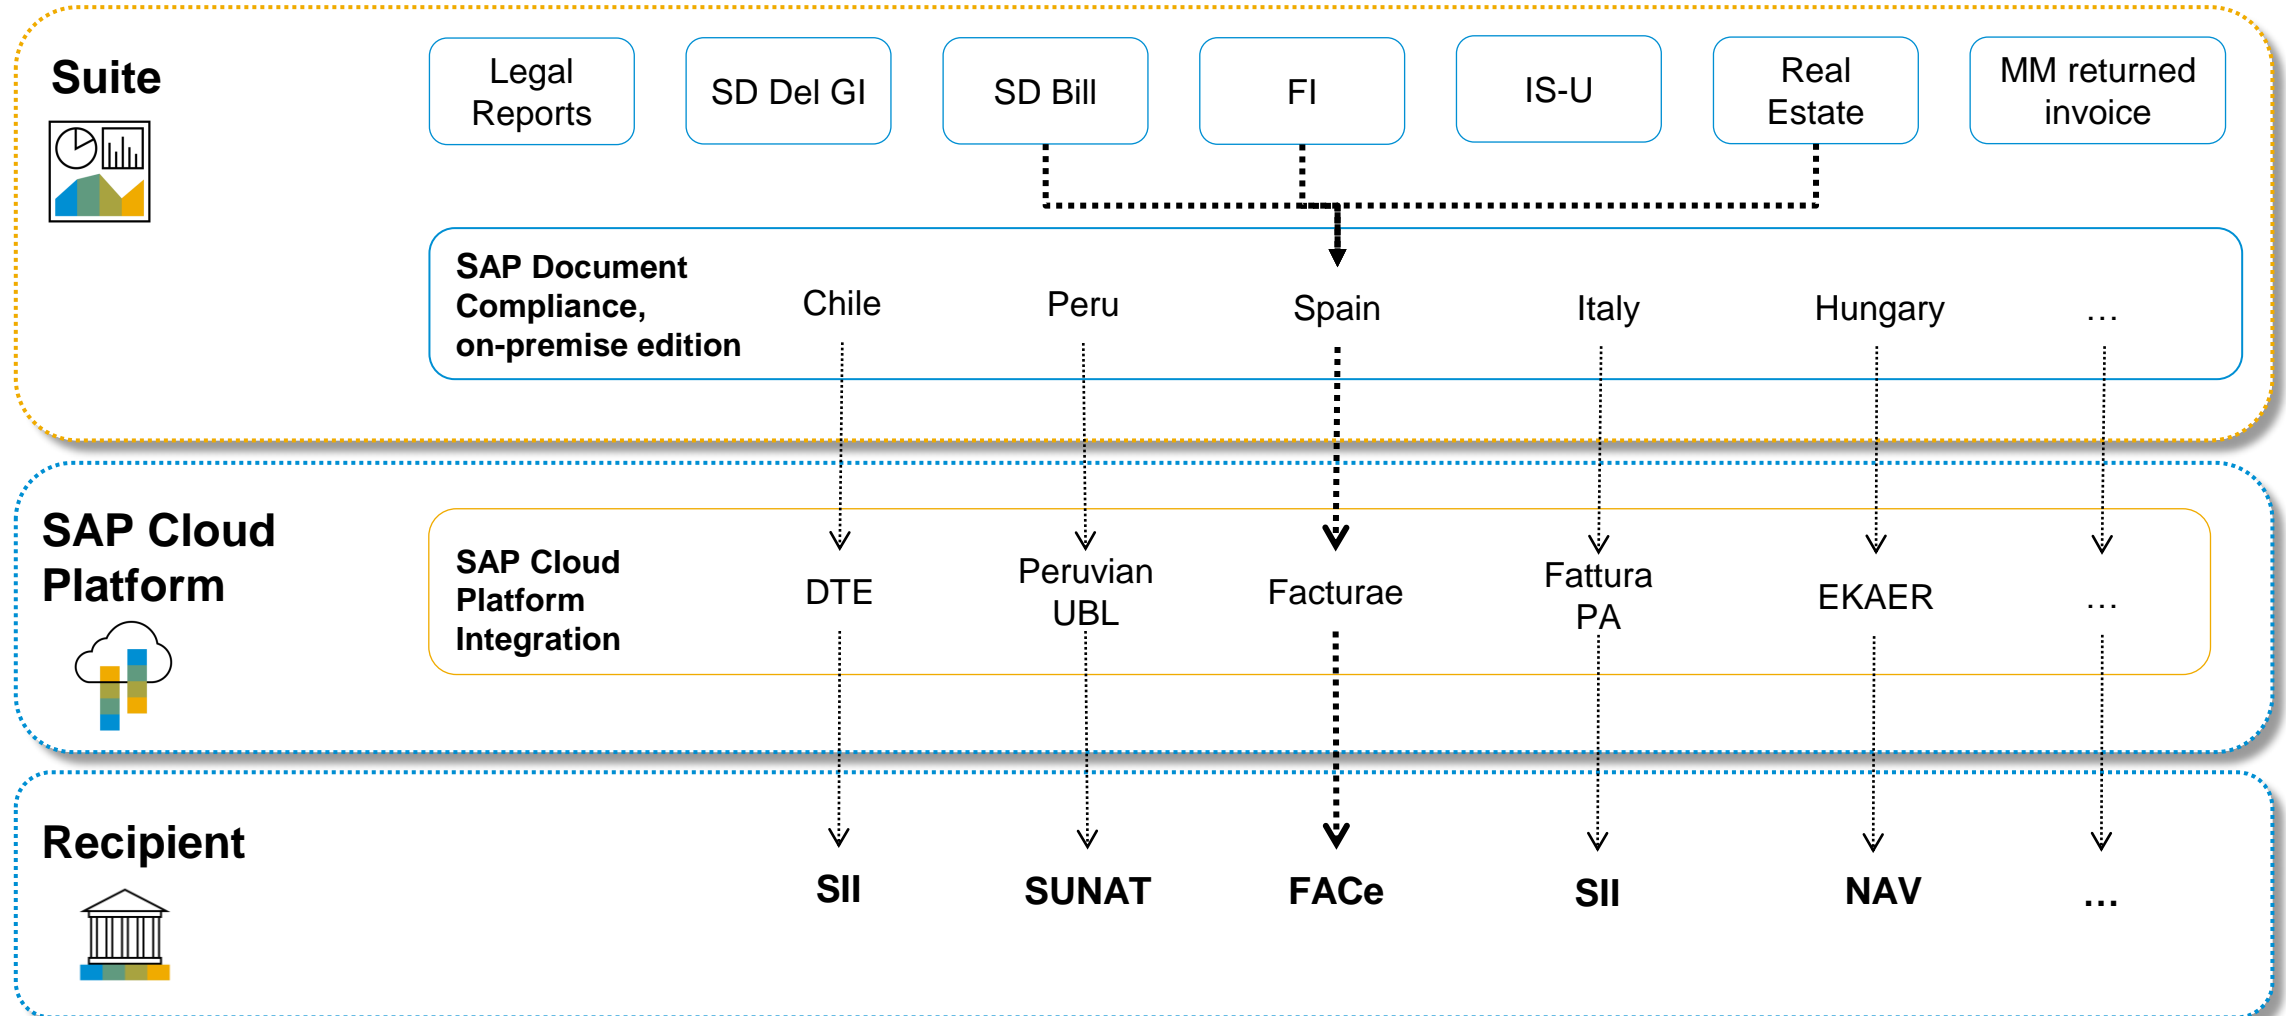 Suite
Legal
Reports
SD Del GI
SD Bill
FI
IS-U
Real
Estate
MM returned
invoice
SAP Document
Compliance,
on-premise edition
Chile
Peru
Spain
Italy
Hungary
…
SAP Cloud
Platform
SAP Cloud
Platform
Integration
DTE
Peruvian
UBL
Facturae
Fattura
PA
EKAER
…
Recipient
SII
SUNAT
FACe
SII
NAV
…